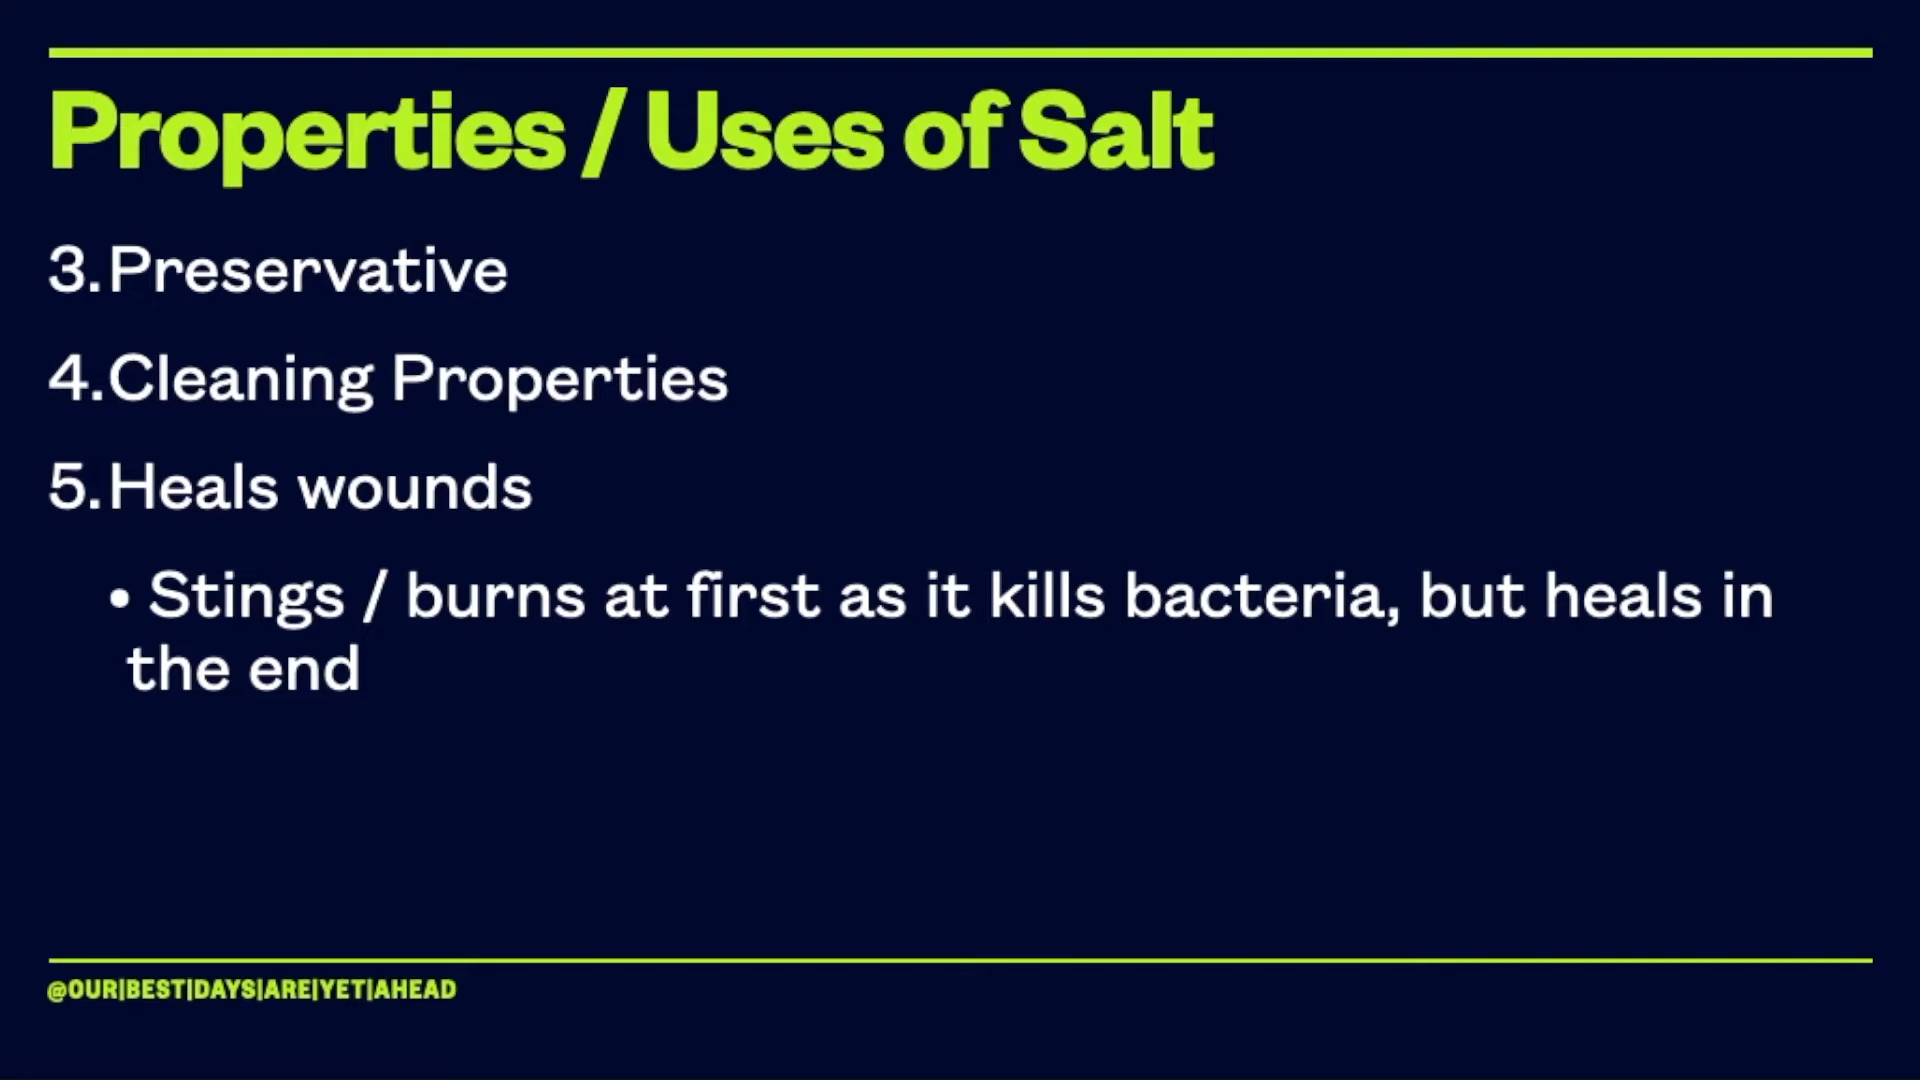 Properties / Uses of Salt
3. Preservative
4. Cleaning Properties
5. Heals wounds
• Stings / burns at first as it kills bacteria, but heals in
the end
@OUR|BEST|DAYS|ARE|YET|AHEAD